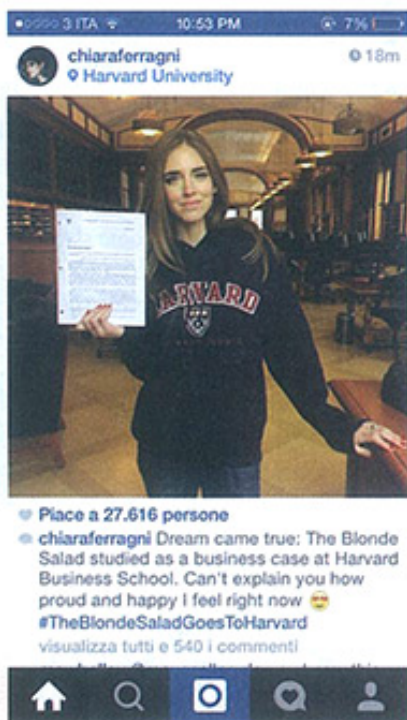 3 ITA 10:53 PM 7%
chiaraferragni 18m
Harvard University
HARVARD
Piace a 27.616 persone
chiaraferragni Dream came true: The Blonde
Salad studied as a business case at Harvard
Business School. Can't explain you how
proud and happy I feel right now
#TheBlondeSaladGoesToHarvard
visualizza tutti e 540 i commenti